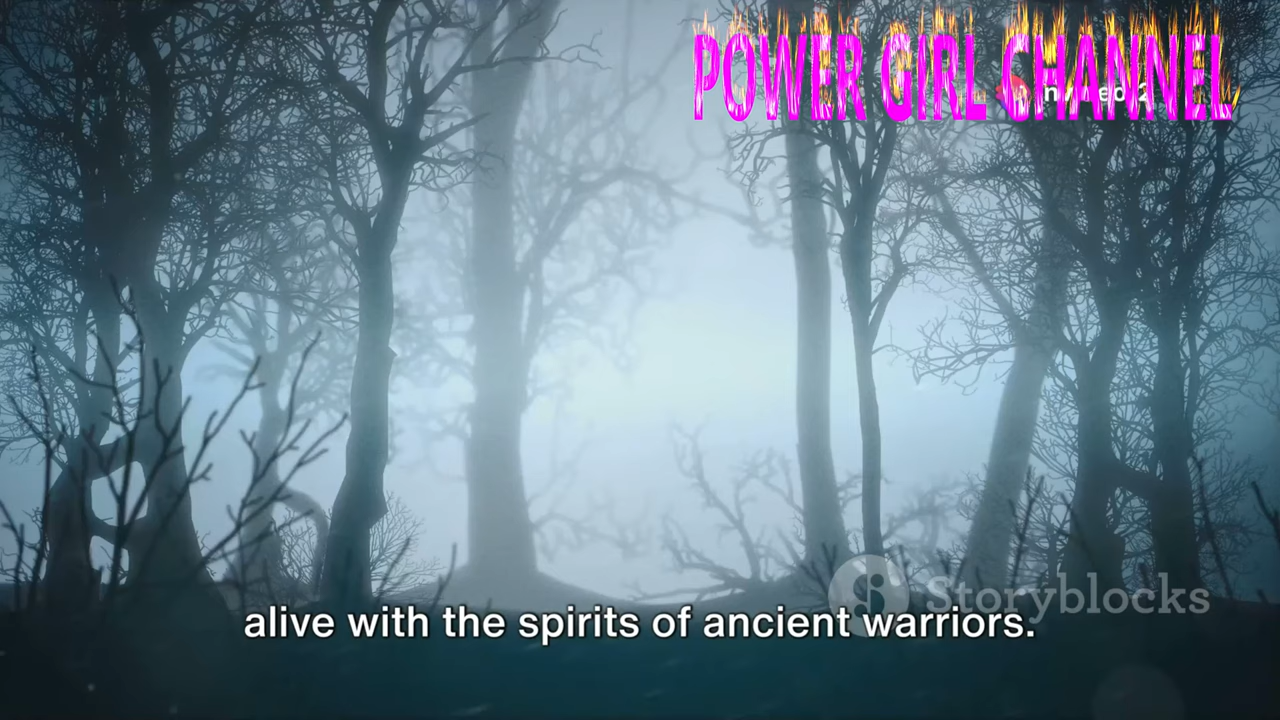 POWER GIRL CHANNEL
Storyblocks
alive with the spirits of ancient warriors.